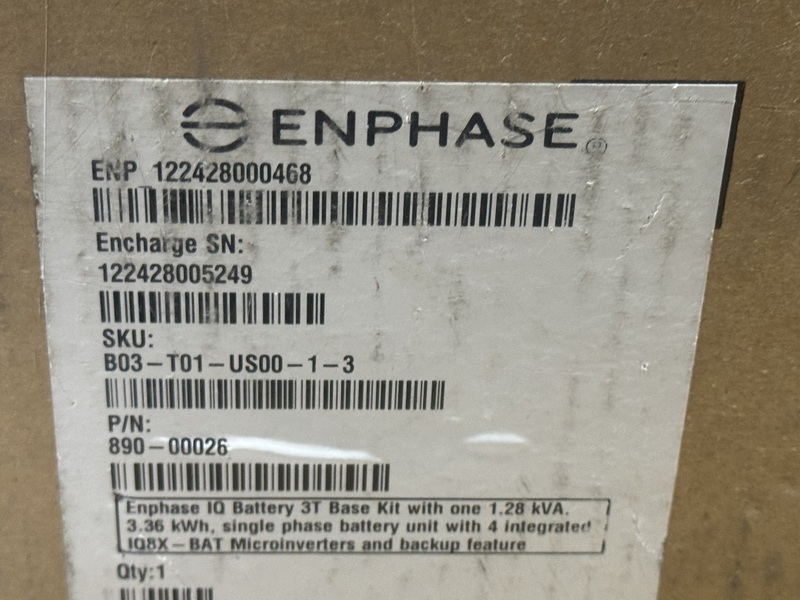 ENPHASE
ENP 122428000468
Encharge SN:
122428005249
SKU:
B03-T01-US00-1-3
P/N:
890-00026
Enphase IQ Battery 3T Base Kit with one 1.28 kVA.
3.36 kWh, single phase battery unit with 4 integrated
IQ8X-BAT Microinverters and backup feature
Qty:1